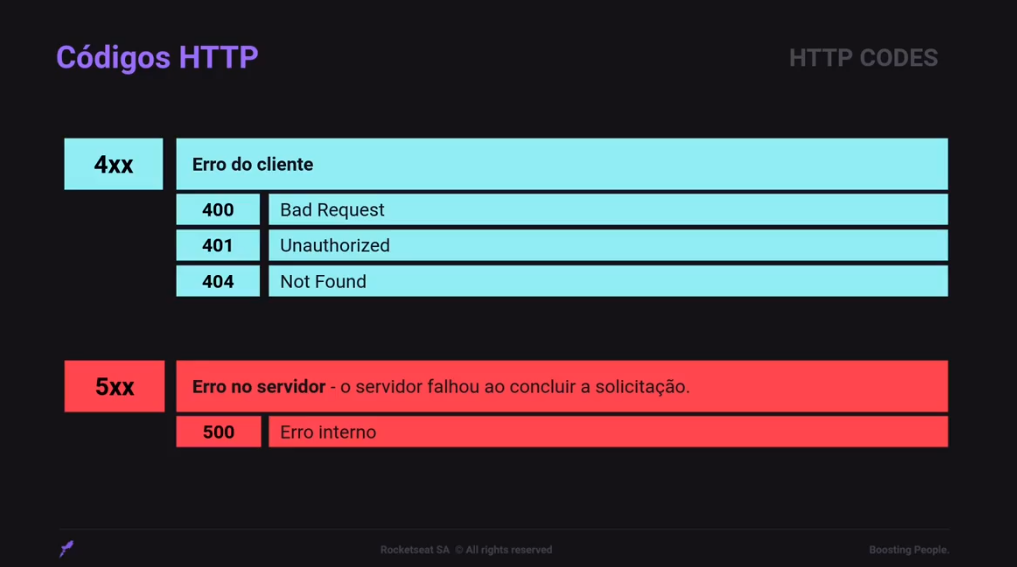 Códigos HTTP
HTTP CODES
4xx
Erro do cliente
400
Bad Request
401
Unauthorized
404
Not Found
5xx
Erro no servidor - o servidor falhou ao concluir a solicitação.
500
Erro interno
Rocketseat SA © All rights reserved
Boosting People.